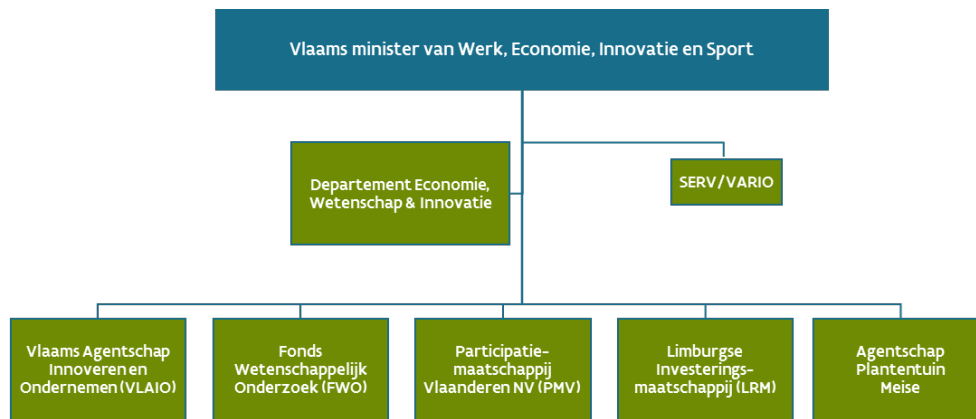 Vlaams minister van Werk, Economie, Innovatie en Sport
Departement Economie,
Wetenschap & Innovatie
SERV/VARIO
Vlaams Agentschap
Innoveren en
Ondernemen (VLAIO)
Fonds
Wetenschappelijk
Onderzoek (FWO)
Participatie-
maatschappij
Vlaanderen NV (PMV)
Limburgse
Investerings-
maatschappij (LRM)
Agentschap
Plantentuin
Meise